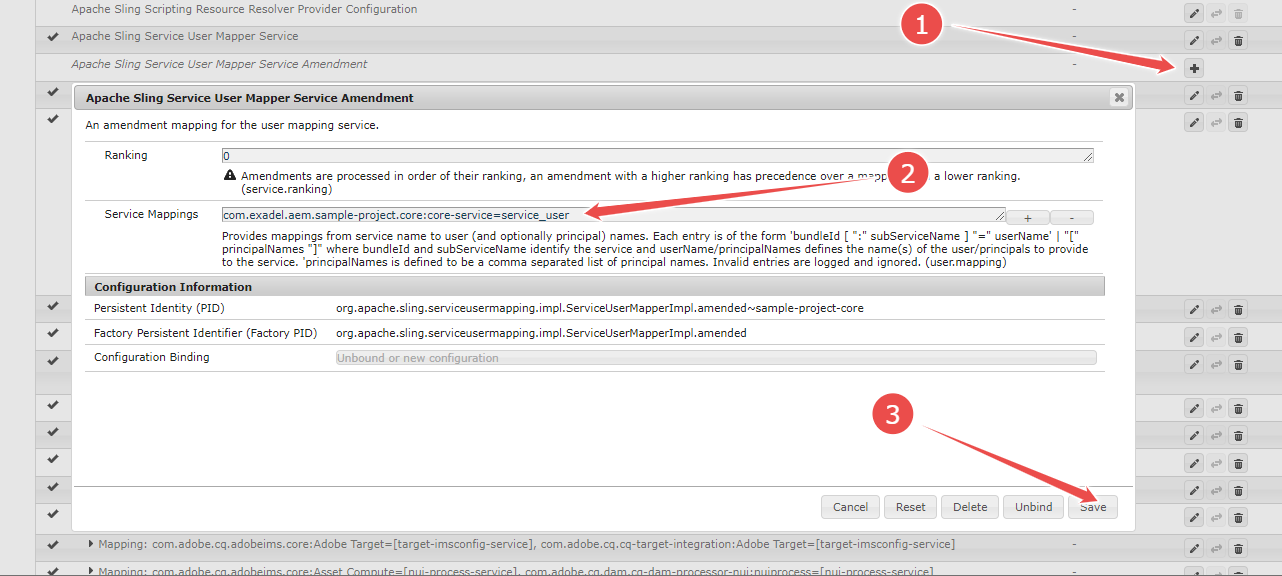 Apache Sling Scripting Resource Resolver Provider Configuration -
Apache Sling Service User Mapper Service -
1
Apache Sling Service User Mapper Service Amendment -
Apache Sling Service User Mapper Service Amendment
An amendment mapping for the user mapping service.
Ranking 0
Amendments are processed in order of their ranking, an amendment with a higher ranking has precedence over a a lower ranking.
(service.ranking)
2
Service Mappings com.exadel.aem.sample-project.core:core-service=service_user + -
Provides mappings from service name to user (and optionally principal) names. Each entry is of the form 'bundleId [ ":" subServiceName ] "=" userName' | "["
principalNames "]" where bundleId and subServiceName identify the service and userName/principalNames defines the name(s) of the user/principals to provide
to the service. 'principalNames is defined to be a comma separated list of principal names. Invalid entries are logged and ignored. (user.mapping)
Configuration Information
Persistent Identity (PID) org.apache.sling.serviceusermapping.impl.ServiceUserMapperImpl.amended~sample-project-core
Factory Persistent Identifier (Factory PID) org.apache.sling.serviceusermapping.impl.ServiceUserMapperImpl.amended
Configuration Binding Unbound or new configuration
3
Cancel Reset Delete Unbind Save
Mapping: com.adobe.cq.adobeims.core:Adobe Target=[target-imsconfig-service], com.adobe.cq.cq-target-integration:Adobe Target=[target-imsconfig-service] -
Mapping: com.adobe.cq.adobeims.core:Asset Compute=[nui-process-service], com.adobe.cq.dam.cq-dam-processor-nui:nuiprocess=[nui-process-service]